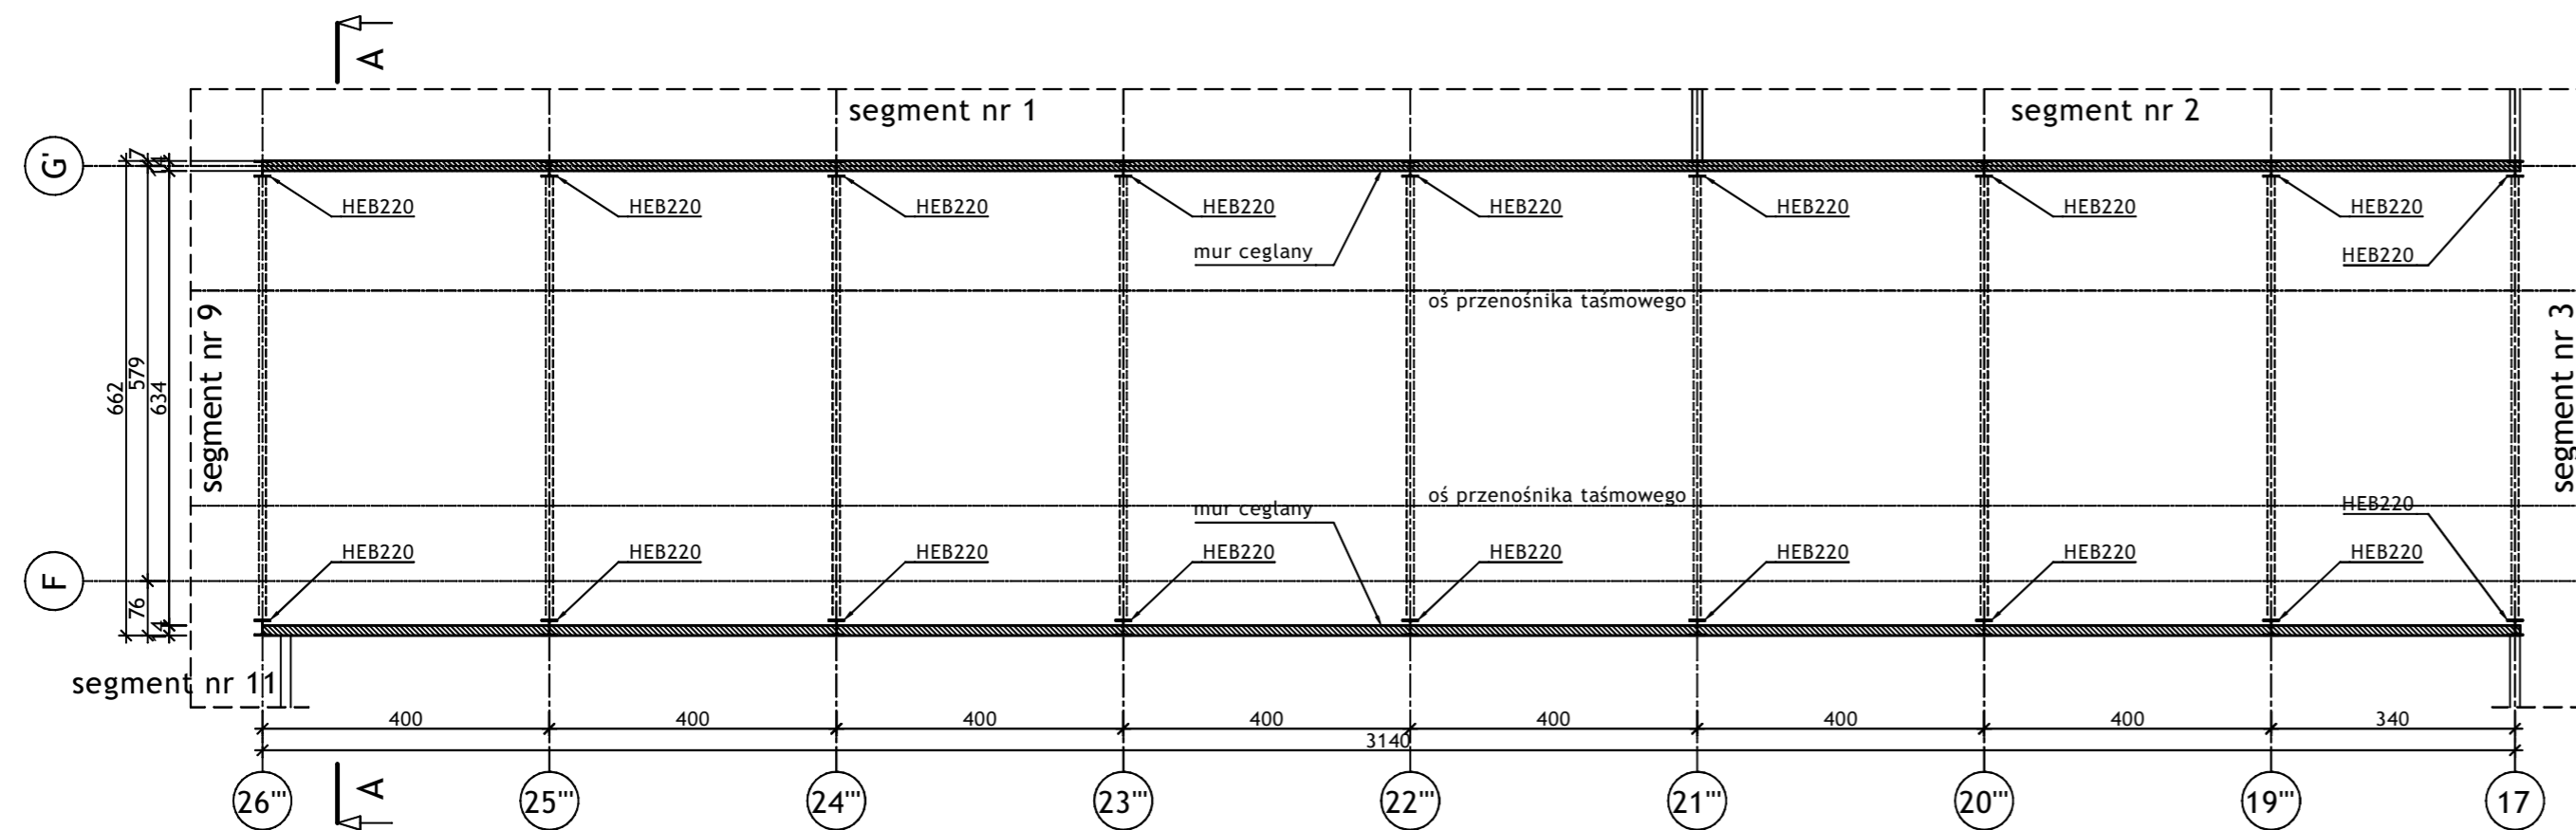 A
segment nr 1
segment nr 2
G'
7
14
HEB220
HEB220
HEB220
HEB220
HEB220
HEB220
HEB220
HEB220
mur ceglany
HEB220
oś przenośnika taśmowego
segment nr 9
segment nr 3
662
579
634
oś przenośnika taśmowego
mur ceglany
HEB220
HEB220
HEB220
HEB220
HEB220
HEB220
HEB220
HEB220
HEB220
F
76
14
segment nr 11
400
400
400
400
400
400
400
340
3140
A
26'''
25'''
24'''
23'''
22'''
21'''
20'''
19'''
17